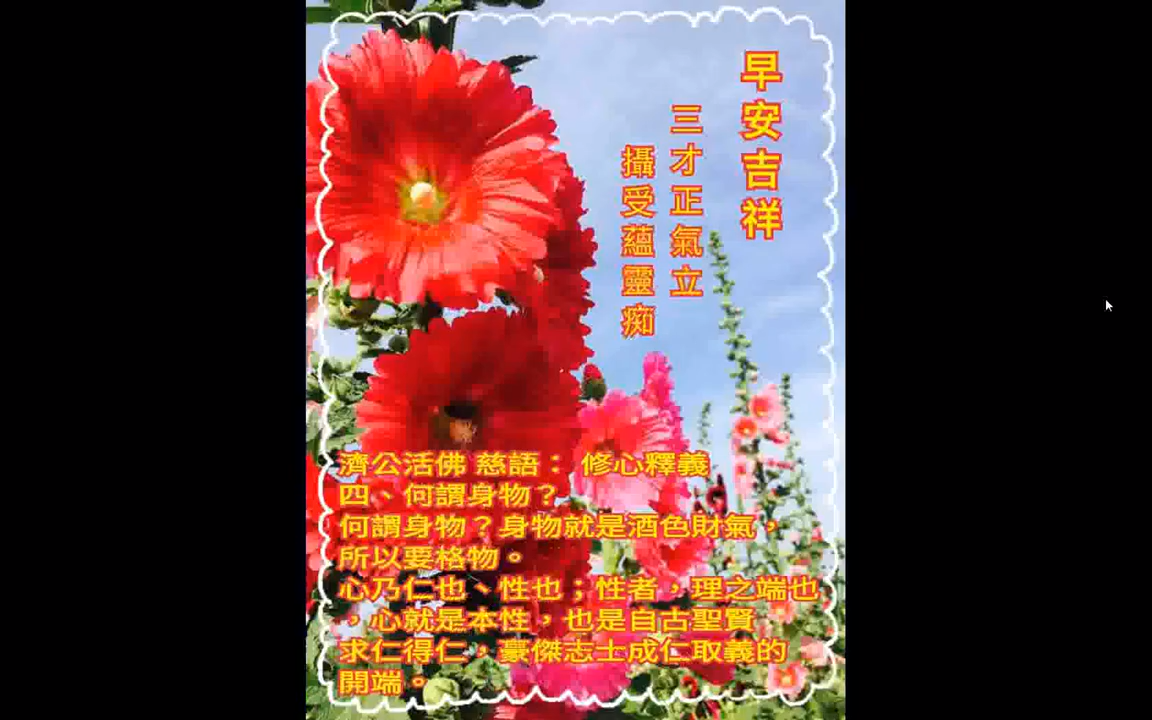 早安吉祥
三才正氣立
攝受蘊靈痴
濟公活佛 慈語： 修心釋義
四、何謂身物？
何謂身物？身物就是酒色財氣，
所以要格物。
心乃仁也、性也；性者，理之端也
，心就是本性，也是自古聖賢
求仁得仁，豪傑志士成仁取義的
開端。